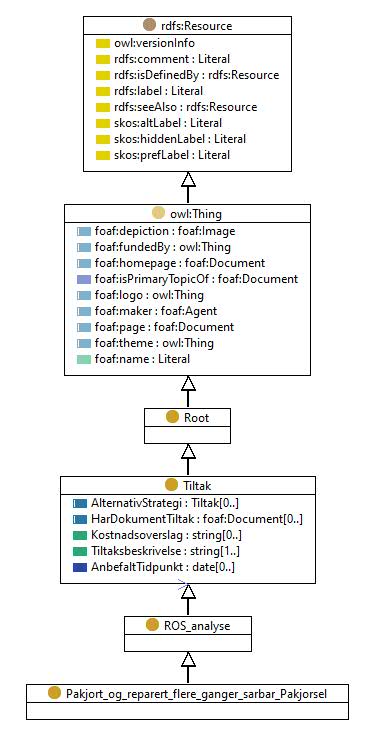 rdfs:Resource
owl:versionInfo
rdfs:comment : Literal
rdfs:isDefinedBy : rdfs:Resource
rdfs:label : Literal
rdfs:seeAlso : rdfs:Resource
skos:altLabel : Literal
skos:hiddenLabel : Literal
skos:prefLabel : Literal
owl:Thing
foaf:depiction : foaf:Image
foaf:fundedBy : owl:Thing
foaf:homepage : foaf:Document
foaf:isPrimaryTopicOf : foaf:Document
foaf:logo : owl:Thing
foaf:maker : foaf:Agent
foaf:page : foaf:Document
foaf:theme : owl:Thing
foaf:name : Literal
Root
Tiltak
AlternativStrategi : Tiltak[0..]
HarDokumentTiltak : foaf:Document[0..]
Kostnadsoverslag : string[0..]
Tiltaksbeskrivelse : string[1..]
AnbefaltTidpunkt : date[0..]
ROS_analyse
Pakjort_og_reparert_flere_ganger_sarbar_Pakjorsel